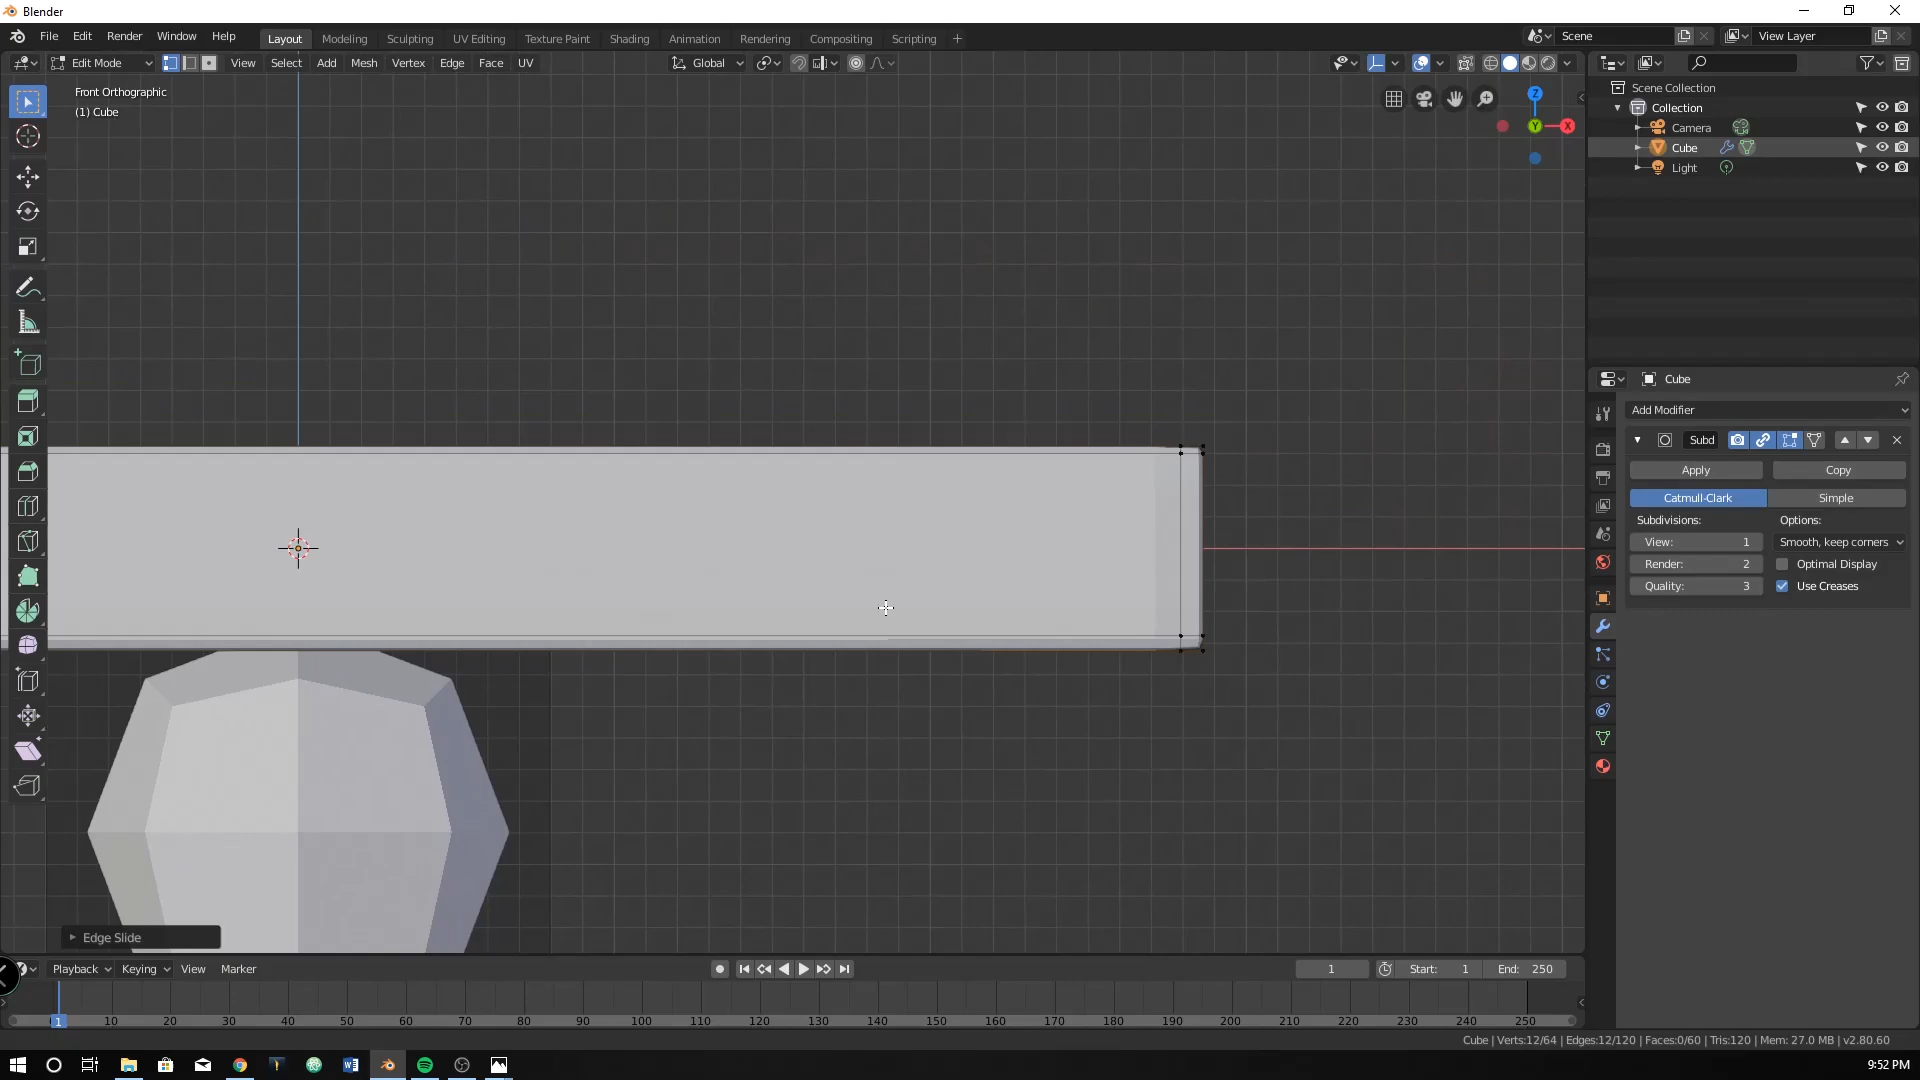 Blender
File Edit Render Window Help Layout Modeling Sculpting UV Editing Texture Paint Shading Animation Rendering Compositing Scripting + Scene View Layer
Edit Mode View Select Add Mesh Vertex Edge Face UV Global
Front Orthographic
(1) Cube
Z
Y
X
Scene Collection
Collection
Camera
Cube
Light
Cube
Add Modifier
Subd
Apply Copy
Catmull-Clark Simple
Subdivisions: Options:
View: 1 Smooth, keep corners
Render: 2 Optimal Display
Quality: 3 Use Creases
Edge Slide
Playback Keying View Marker 1 Start: 1 End: 250
1 10 20 30 40 50 60 70 80 90 100 110 120 130 140 150 160 170 180 190 200 210 220 230 240 250
Cube | Verts:12/64 | Edges:12/120 | Faces:0/60 | Tris:120 | Mem: 27.0 MB | v2.80.60
9:52 PM